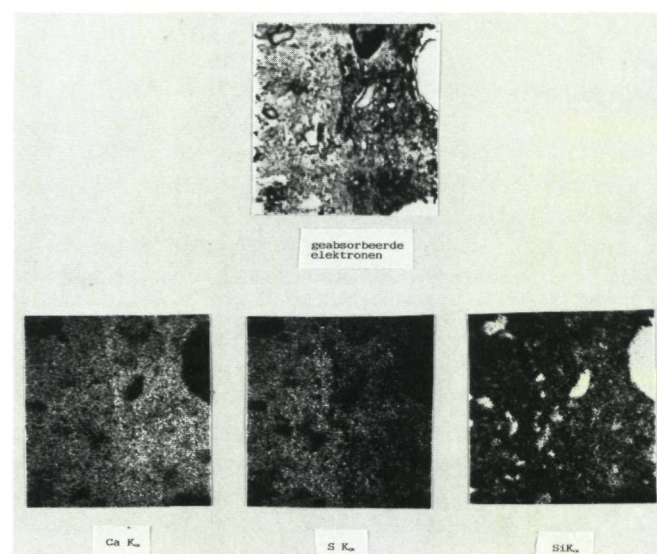 geabsorbeerde
elektronen
Ca Kα
S Kα
SiKα